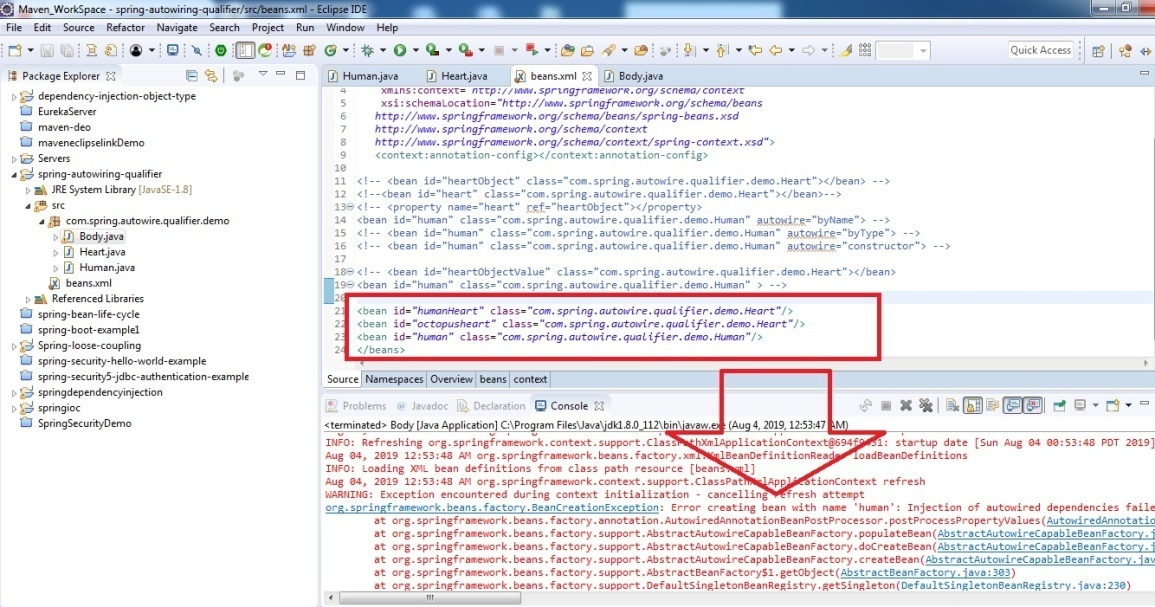 Maven_WorkSpace - spring-autowiring-qualifier/src/beans.xml - Eclipse IDE
File Edit Source Refactor Navigate Search Project Run Window Help
Quick Access
Package Explorer
dependency-injection-object-type
EurekaServer
maven-deo
maveneclipselinkDemo
Servers
spring-autowiring-qualifier
JRE System Library [JavaSE-1.8]
src
com.spring.autowire.qualifier.demo
Body.java
Heart.java
Human.java
beans.xml
Referenced Libraries
spring-bean-life-cycle
spring-boot-example1
Spring-loose-coupling
spring-security-hello-world-example
spring-security5-jdbc-authentication-example
springdependencyinjection
springioc
SpringSecurityDemo
Human.java Heart.java beans.xml Body.java
4 xmlns:context="http://www.springframework.org/schema/context
5 xsi:schemaLocation="http://www.springframework.org/schema/beans
6 http://www.springframework.org/schema/beans/spring-beans.xsd
7 http://www.springframework.org/schema/context
8 http://www.springframework.org/schema/context/spring-context.xsd">
9 <context:annotation-config></context:annotation-config>
10
11 <!-- <bean id="heartObject" class="com.spring.autowire.qualifier.demo.Heart"></bean> -->
12 <!--<bean id="heart" class="com.spring.autowire.qualifier.demo.Heart"></bean>-->
13 <!-- <property name="heart" ref="heartObject"></property>
14 <bean id="human" class="com.spring.autowire.qualifier.demo.Human" autowire="byName"> -->
15 <!-- <bean id="human" class="com.spring.autowire.qualifier.demo.Human" autowire="byType"> -->
16 <!-- <bean id="human" class="com.spring.autowire.qualifier.demo.Human" autowire="constructor"> -->
17
18 <!-- <bean id="heartObjectValue" class="com.spring.autowire.qualifier.demo.Heart"></bean>
19 <bean id="human" class="com.spring.autowire.qualifier.demo.Human" > -->
20
21 <bean id="humanHeart" class="com.spring.autowire.qualifier.demo.Heart"/>
22 <bean id="octopusheart" class="com.spring.autowire.qualifier.demo.Heart"/>
23 <bean id="human" class="com.spring.autowire.qualifier.demo.Human"/>
24 </beans>
Source Namespaces Overview beans context
Problems @ Javadoc Declaration Console
<terminated> Body [Java Application] C:\Program Files\Java\jdk1.8.0_112\bin\javaw.exe (Aug 4, 2019, 12:53:47 AM)
INFO: Refreshing org.springframework.context.support.ClassPathXmlApplicationContext@694f9431: startup date [Sun Aug 04 00:53:48 PDT 2019]
Aug 04, 2019 12:53:48 AM org.springframework.beans.factory.xml.XmlBeanDefinitionReader loadBeanDefinitions
INFO: Loading XML bean definitions from class path resource [beans.xml]
Aug 04, 2019 12:53:48 AM org.springframework.context.support.ClassPathXmlApplicationContext refresh
WARNING: Exception encountered during context initialization - cancelling refresh attempt
org.springframework.beans.factory.BeanCreationException: Error creating bean with name 'human': Injection of autowired dependencies faile
at org.springframework.beans.factory.annotation.AutowiredAnnotationBeanPostProcessor.postProcessPropertyValues(AutowiredAnnotatio
at org.springframework.beans.factory.support.AbstractAutowireCapableBeanFactory.populateBean(AbstractAutowireCapableBeanFactory.j
at org.springframework.beans.factory.support.AbstractAutowireCapableBeanFactory.doCreateBean(AbstractAutowireCapableBeanFactory.j
at org.springframework.beans.factory.support.AbstractAutowireCapableBeanFactory.createBean(AbstractAutowireCapableBeanFactory.jav
at org.springframework.beans.factory.support.AbstractBeanFactory$1.getObject(AbstractBeanFactory.java:303)
at org.springframework.beans.factory.support.DefaultSingletonBeanRegistry.getSingleton(DefaultSingletonBeanRegistry.java:230)